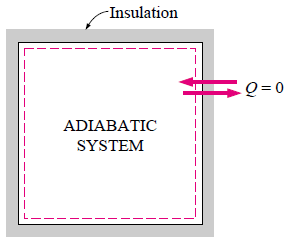 Insulation
Q = 0
ADIABATIC
SYSTEM